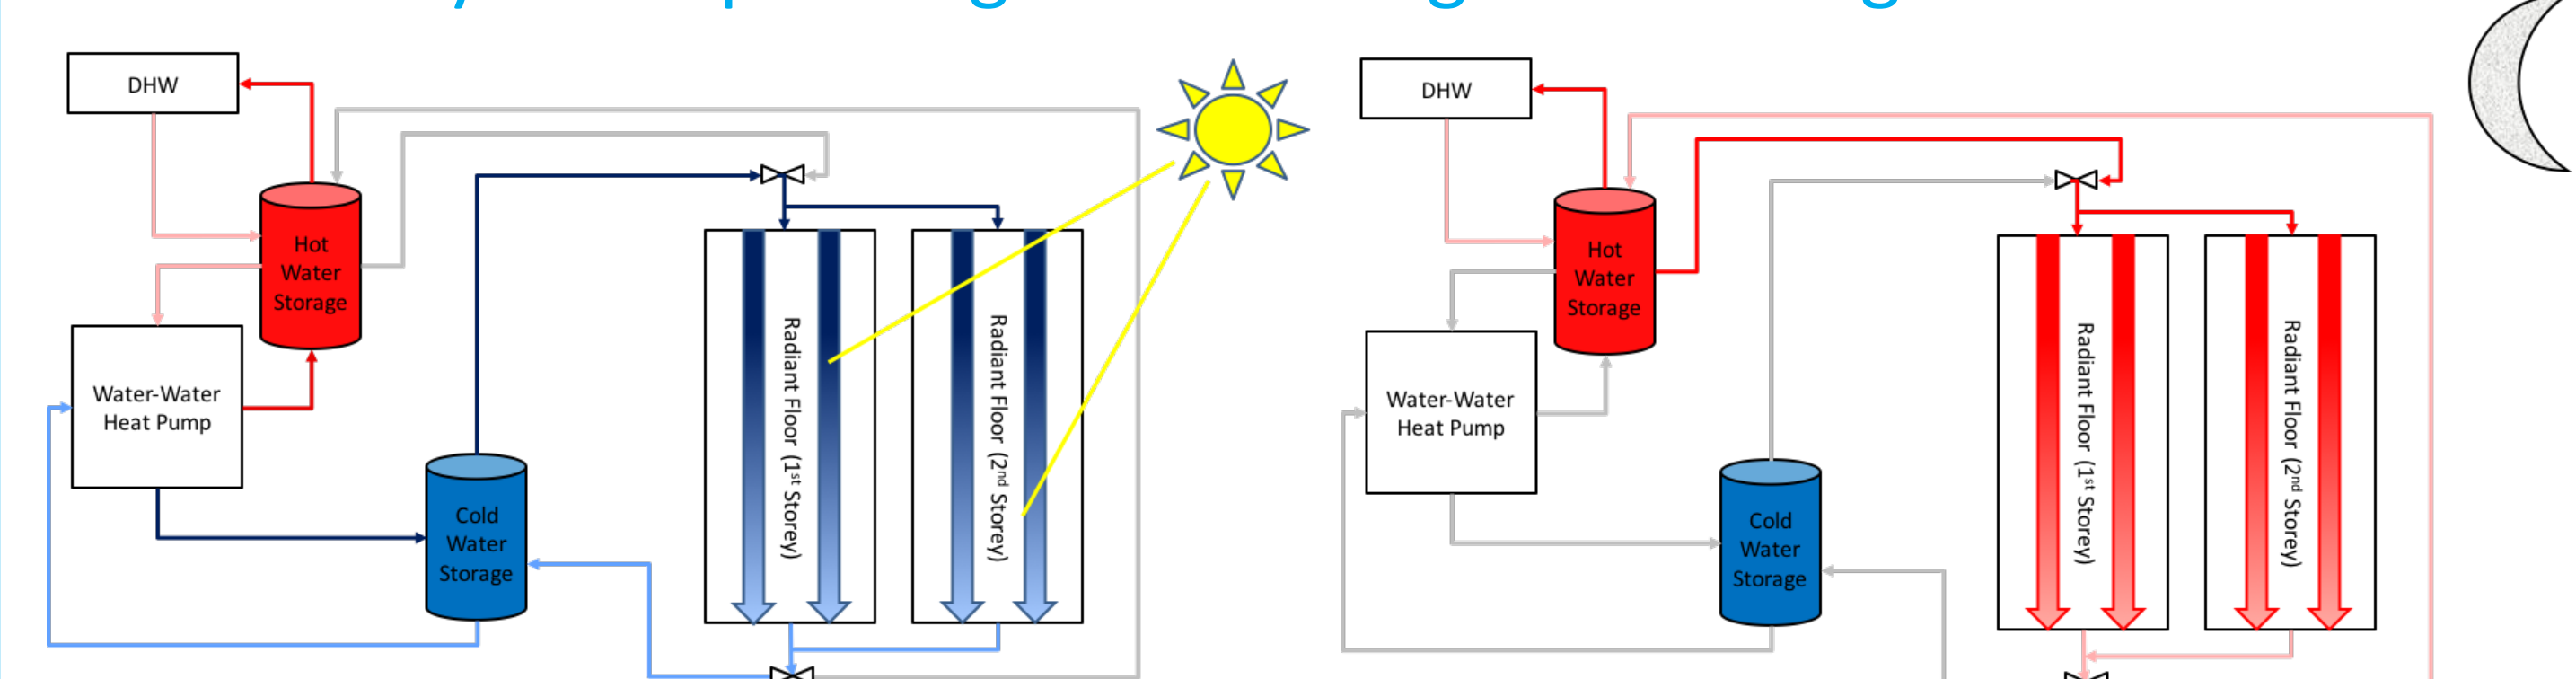 DHW
Hot
Water
Storage
Water-Water
Heat Pump
Cold
Water
Storage
Radiant Floor (1st Storey)
Radiant Floor (2nd Storey)
DHW
Hot
Water
Storage
Water-Water
Heat Pump
Cold
Water
Storage
Radiant Floor (1st Storey)
Radiant Floor (2nd Storey)